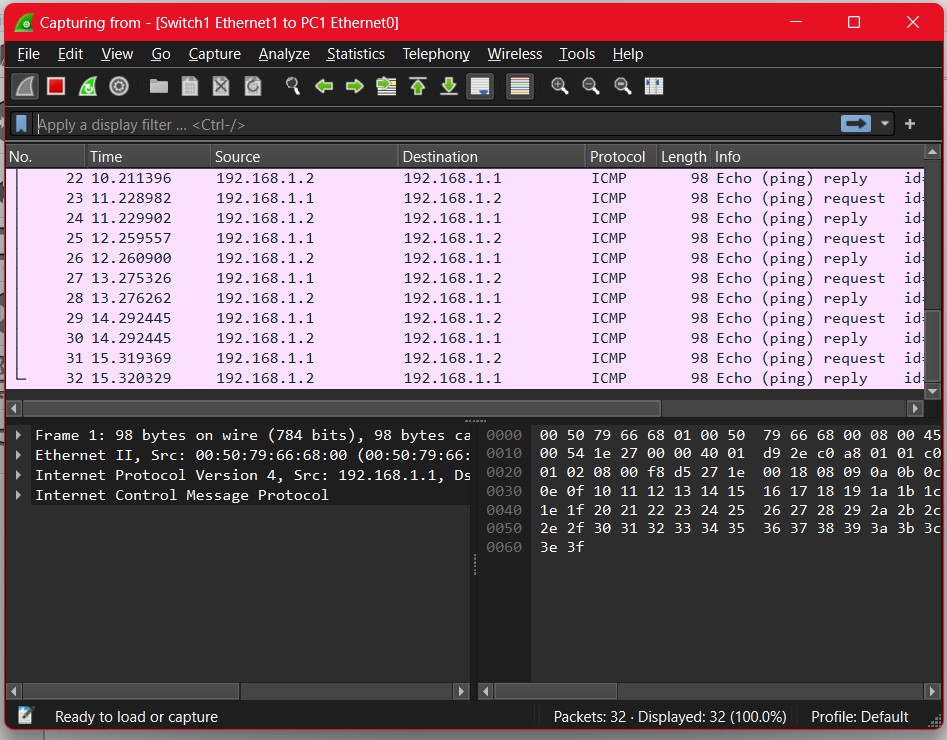 Capturing from - [Switch1 Ethernet1 to PC1 Ethernet0]
File Edit View Go Capture Analyze Statistics Telephony Wireless Tools Help
Apply a display filter ... <Ctrl-/>
No. Time Source Destination Protocol Length Info
22 10.211396 192.168.1.2 192.168.1.1 ICMP 98 Echo (ping) reply id=
23 11.228982 192.168.1.1 192.168.1.2 ICMP 98 Echo (ping) request id=
24 11.229902 192.168.1.2 192.168.1.1 ICMP 98 Echo (ping) reply id=
25 12.259557 192.168.1.1 192.168.1.2 ICMP 98 Echo (ping) request id=
26 12.260900 192.168.1.2 192.168.1.1 ICMP 98 Echo (ping) reply id=
27 13.275326 192.168.1.1 192.168.1.2 ICMP 98 Echo (ping) request id=
28 13.276262 192.168.1.2 192.168.1.1 ICMP 98 Echo (ping) reply id=
29 14.292445 192.168.1.1 192.168.1.2 ICMP 98 Echo (ping) request id=
30 14.292445 192.168.1.2 192.168.1.1 ICMP 98 Echo (ping) reply id=
31 15.319369 192.168.1.1 192.168.1.2 ICMP 98 Echo (ping) request id=
32 15.320329 192.168.1.2 192.168.1.1 ICMP 98 Echo (ping) reply id=
Frame 1: 98 bytes on wire (784 bits), 98 bytes ca
Ethernet II, Src: 00:50:79:66:68:00 (00:50:79:66:
Internet Protocol Version 4, Src: 192.168.1.1, Ds
Internet Control Message Protocol
0000 00 50 79 66 68 01 00 50 79 66 68 00 08 00 45
0010 00 54 1e 27 00 00 40 01 d9 2e c0 a8 01 01 c0
0020 01 02 08 00 f8 d5 27 1e 00 18 08 09 0a 0b 0c
0030 0e 0f 10 11 12 13 14 15 16 17 18 19 1a 1b 1c
0040 1e 1f 20 21 22 23 24 25 26 27 28 29 2a 2b 2c
0050 2e 2f 30 31 32 33 34 35 36 37 38 39 3a 3b 3c
0060 3e 3f
Ready to load or capture
Packets: 32 · Displayed: 32 (100.0%)
Profile: Default